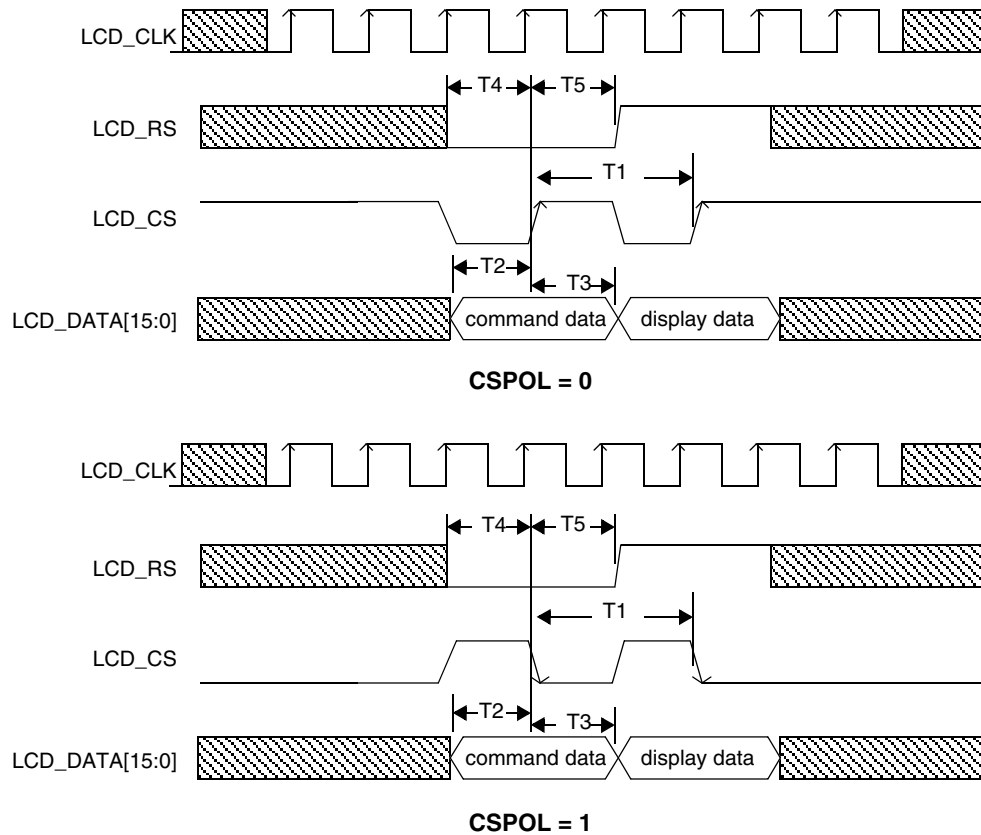 LCD_CLK
T4 T5
LCD_RS
T1
LCD_CS
T2
T3
LCD_DATA[15:0] command data display data
CSPOL = 0
LCD_CLK
T4 T5
LCD_RS
T1
LCD_CS
T2 T3
LCD_DATA[15:0] command data display data
CSPOL = 1